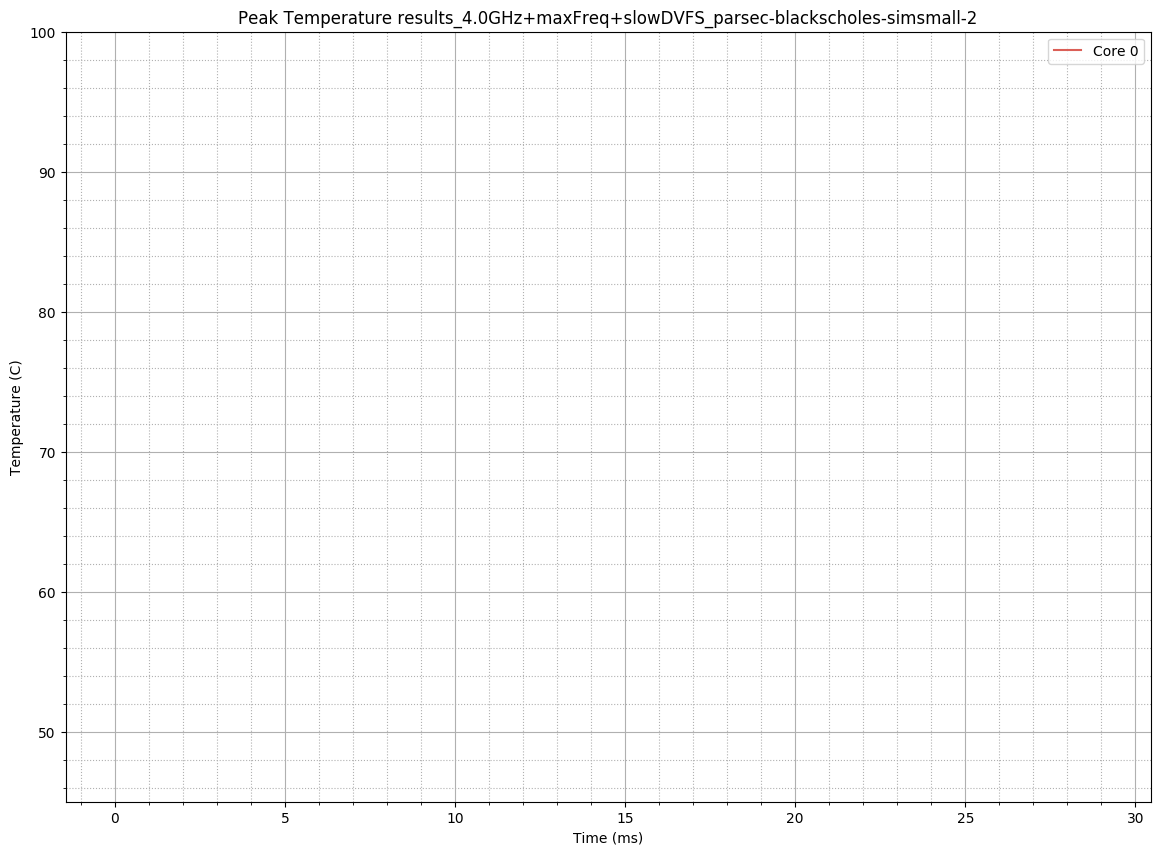 Peak Temperature results_4.0GHz+maxFreq+slowDVFS_parsec-blackscholes-simsmall-2
Core 0
100
90
80
70
60
50
Temperature (C)
0 5 10 15 20 25 30
Time (ms)